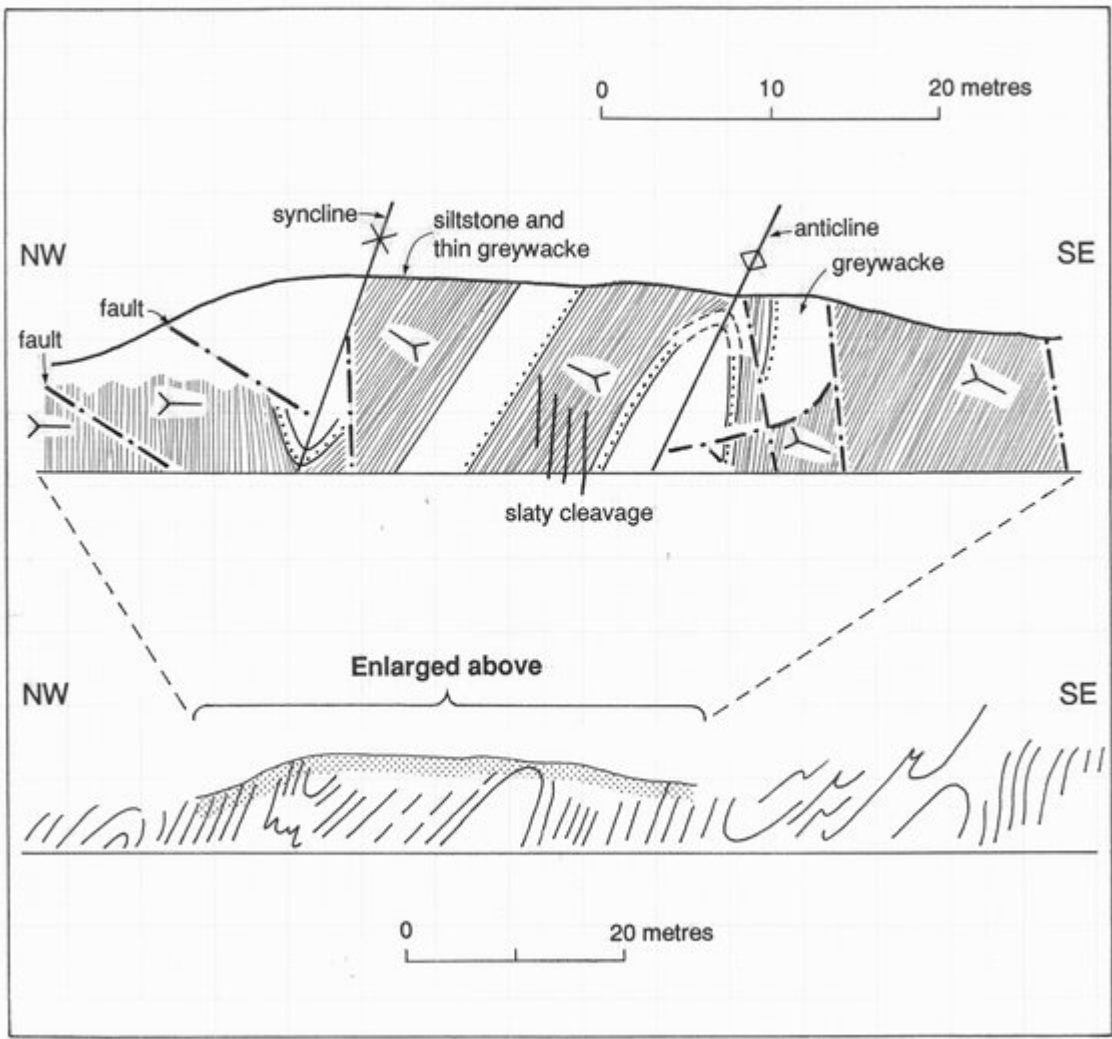 0 10 20 metres
syncline
siltstone and
thin greywacke
anticline
greywacke
NW
SE
fault
fault
slaty cleavage
Enlarged above
NW
SE
0 20 metres